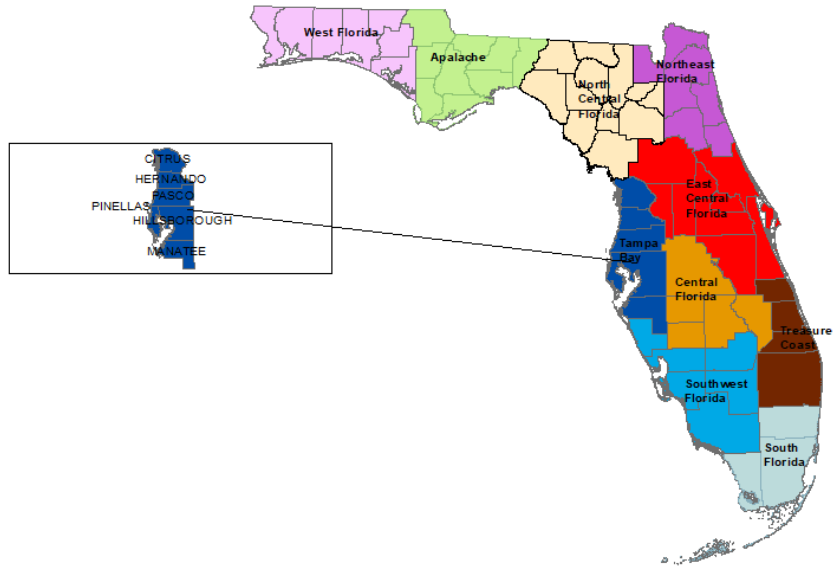 West Florida
Apalache
North
Central
Florida
Northeast
Florida
CITRUS
HERNANDO
PASCO
PINELLAS
HILLSBOROUGH
MANATEE
East
Central
Florida
Tampa
Bay
Central
Florida
Treasure
Coast
Southwest
Florida
South
Florida